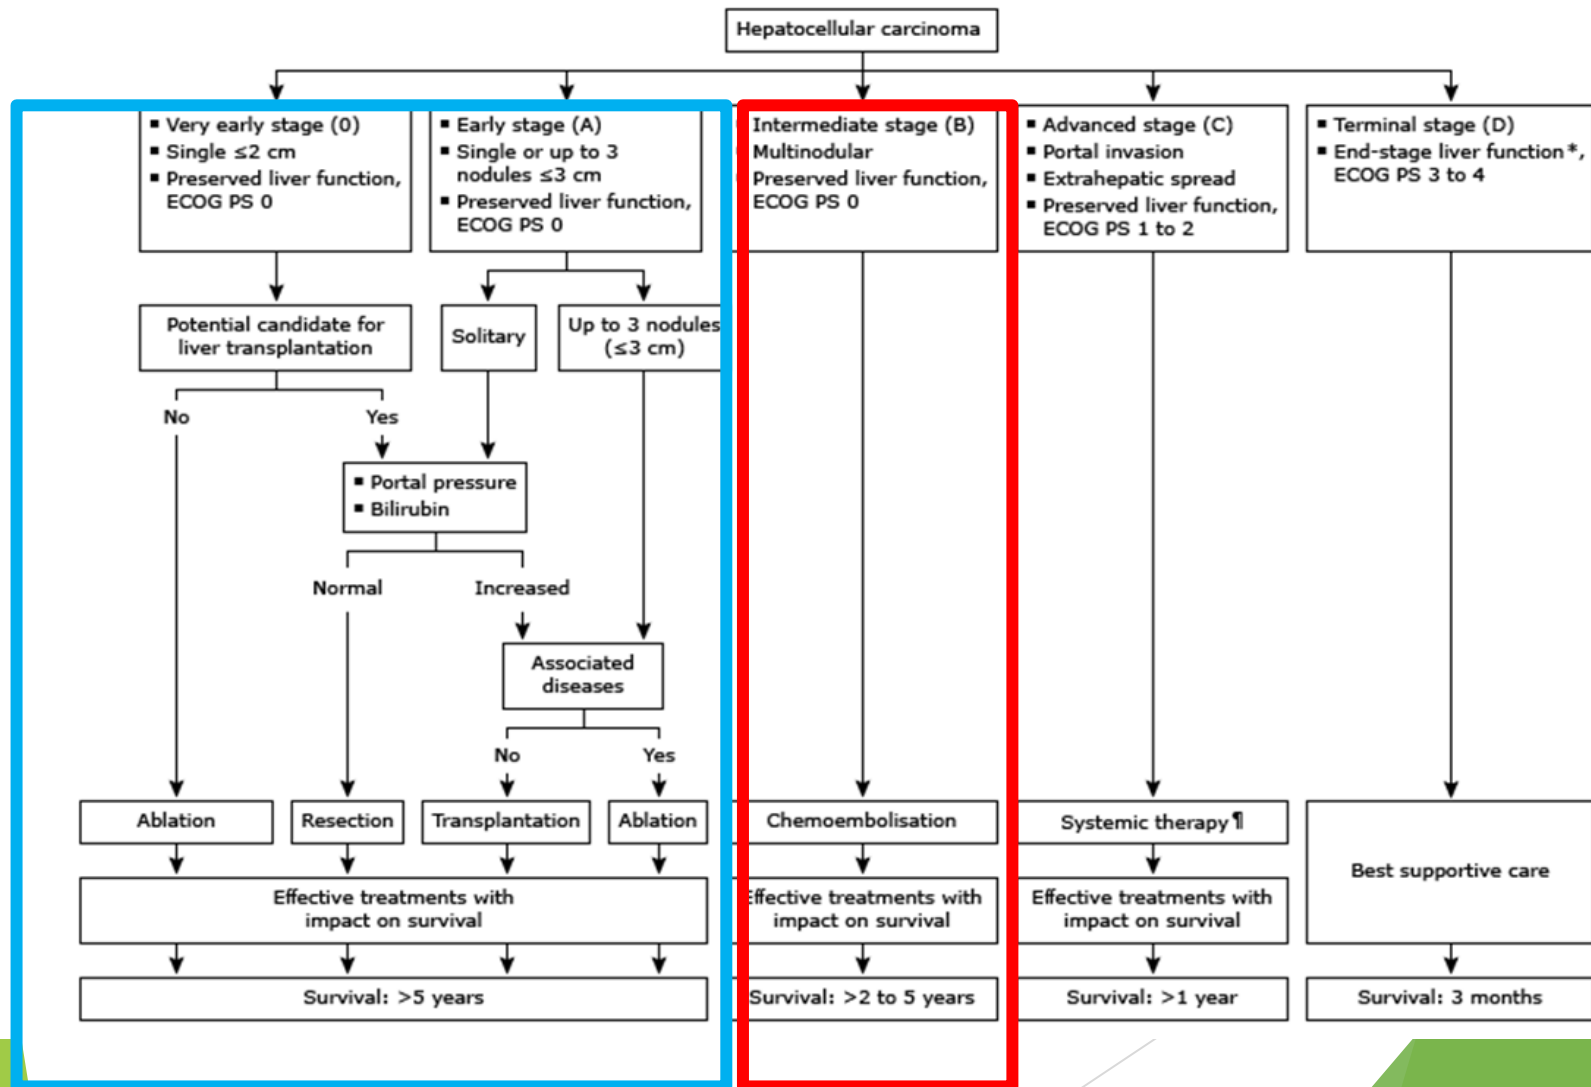 Hepatocellular carcinoma
▪ Very early stage (0)
▪ Single ≤2 cm
▪ Preserved liver function,
ECOG PS 0
▪ Early stage (A)
▪ Single or up to 3
nodules ≤3 cm
▪ Preserved liver function,
ECOG PS 0
Intermediate stage (B)
Multinodular
Preserved liver function,
ECOG PS 0
▪ Advanced stage (C)
▪ Portal invasion
▪ Extrahepatic spread
▪ Preserved liver function,
ECOG PS 1 to 2
▪ Terminal stage (D)
▪ End-stage liver function*,
ECOG PS 3 to 4
Potential candidate for
liver transplantation
Solitary
Up to 3 nodules
(≤3 cm)
No
Yes
▪ Portal pressure
▪ Bilirubin
Normal
Increased
Associated
diseases
No
Yes
Ablation
Resection
Transplantation
Ablation
Chemoembolisation
Systemic therapy¶
Best supportive care
Effective treatments with
impact on survival
Effective treatments with
impact on survival
Effective treatments with
impact on survival
Survival: >5 years
Survival: >2 to 5 years
Survival: >1 year
Survival: 3 months